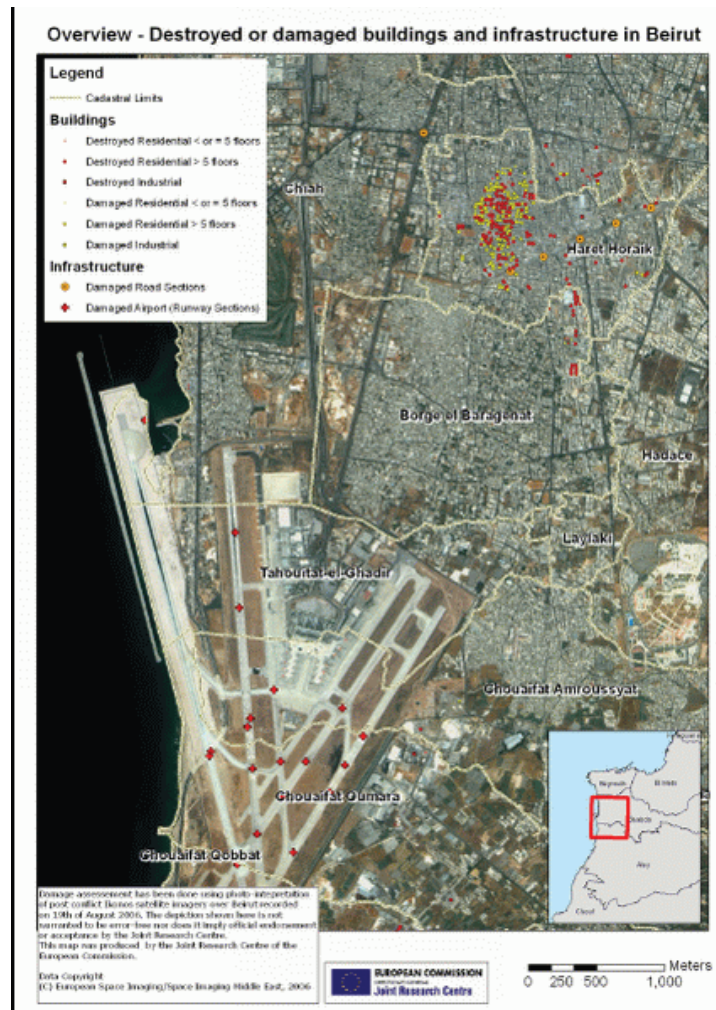 Overview - Destroyed or damaged buildings and infrastructure in Beirut
Legend
Cadastral Limits
Buildings
Destroyed Residential < or = 5 floors
Destroyed Residential > 5 floors
Destroyed Industrial
Damaged Residential < or = 5 floors
Damaged Residential > 5 floors
Damaged Industrial
Infrastructure
Damaged Road Sections
Damaged Airport (Runway Sections)
Chiah
Haret Horaik
Borge el Baragenat
Hadace
Laylaki
Tahouitat-el-Ghadir
Chouaifat Amroussyat
Chouaifat Oumara
Chouaifat Qobbat
Aley
Chouf
Damage assessement has been done using photo-intepretation
of post conflict Ikonos satellite imagery over Beirut recorded
on 19th of August 2006. The depiction shown here is not
warranted to be error-free nor does it imply official endorsement
or acceptance by the Joint Research Centre.
This map was produced by the Joint Research Centre of the
European Commission.
Data Copyright
(C) European Space Imaging/Space Imaging Middle East, 2006
EUROPEAN COMMISSION
Joint Research Centre
Meters
0 250 500 1,000